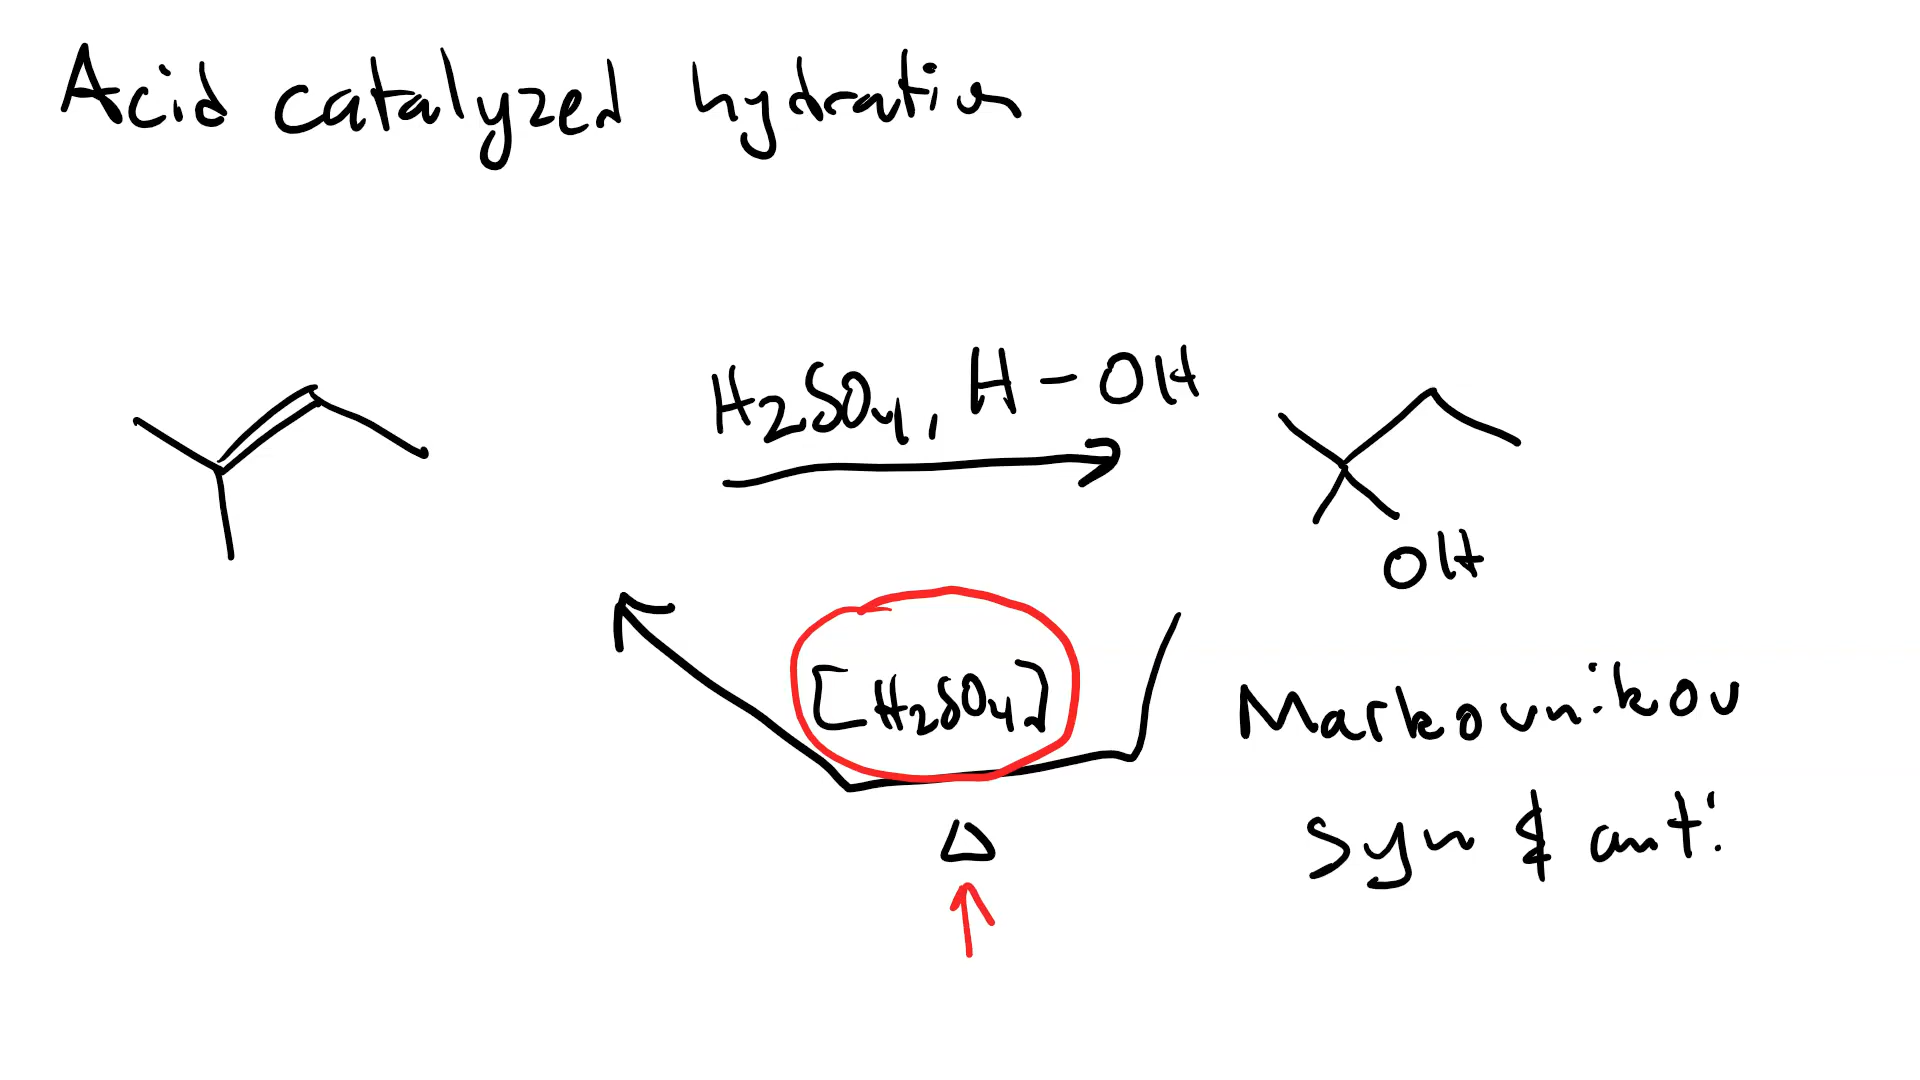 Acid catalyzed hydration
H₂SO₄, H-OH
OH
[H₂SO₄]
Markovnikov
Δ
syn & anti